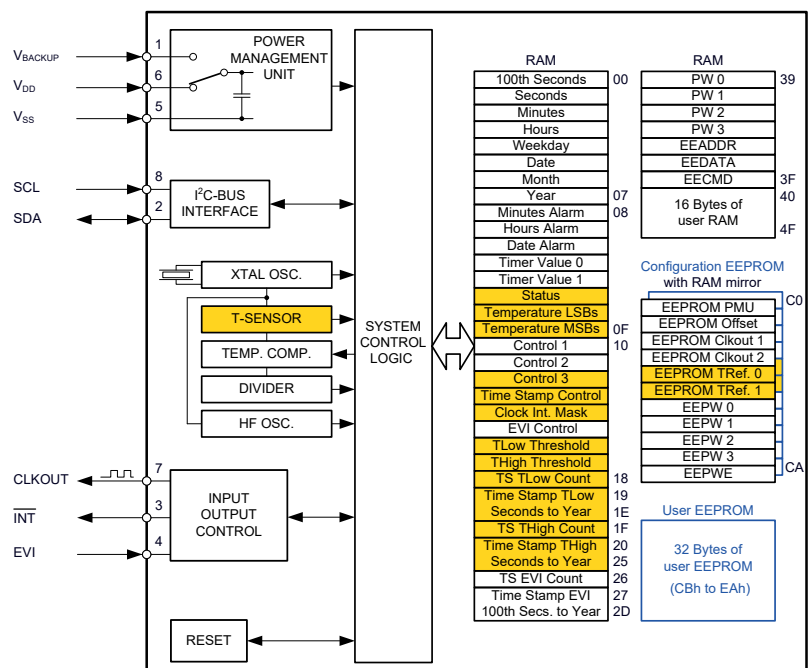 V_BACKUP
1
V_DD
6
V_SS
5
POWER
MANAGEMENT
UNIT
SCL
8
SDA
2
I²C-BUS
INTERFACE
XTAL OSC.
T-SENSOR
TEMP. COMP.
DIVIDER
HF OSC.
CLKOUT
7
INT
3
EVI
4
INPUT
OUTPUT
CONTROL
RESET
SYSTEM
CONTROL
LOGIC
RAM
100th Seconds 00
Seconds
Minutes
Hours
Weekday
Date
Month
Year 07
Minutes Alarm 08
Hours Alarm
Date Alarm
Timer Value 0
Timer Value 1
Status
Temperature LSBs
Temperature MSBs 0F
Control 1 10
Control 2
Control 3
Time Stamp Control
Clock Int. Mask
EVI Control
TLow Threshold
THigh Threshold
TS TLow Count 18
Time Stamp TLow 19
Seconds to Year 1E
TS THigh Count 1F
Time Stamp THigh 20
Seconds to Year 25
TS EVI Count 26
Time Stamp EVI 27
100th Secs. to Year 2D
RAM
PW 0 39
PW 1
PW 2
PW 3
EEADDR
EEDATA
EECMD 3F
40
16 Bytes of
user RAM
4F
Configuration EEPROM
with RAM mirror
C0
EEPROM PMU
EEPROM Offset
EEPROM Clkout 1
EEPROM Clkout 2
EEPROM TRef. 0
EEPROM TRef. 1
EEPW 0
EEPW 1
EEPW 2
EEPW 3
EEPWE CA
User EEPROM
32 Bytes of
user EEPROM
(CBh to EAh)